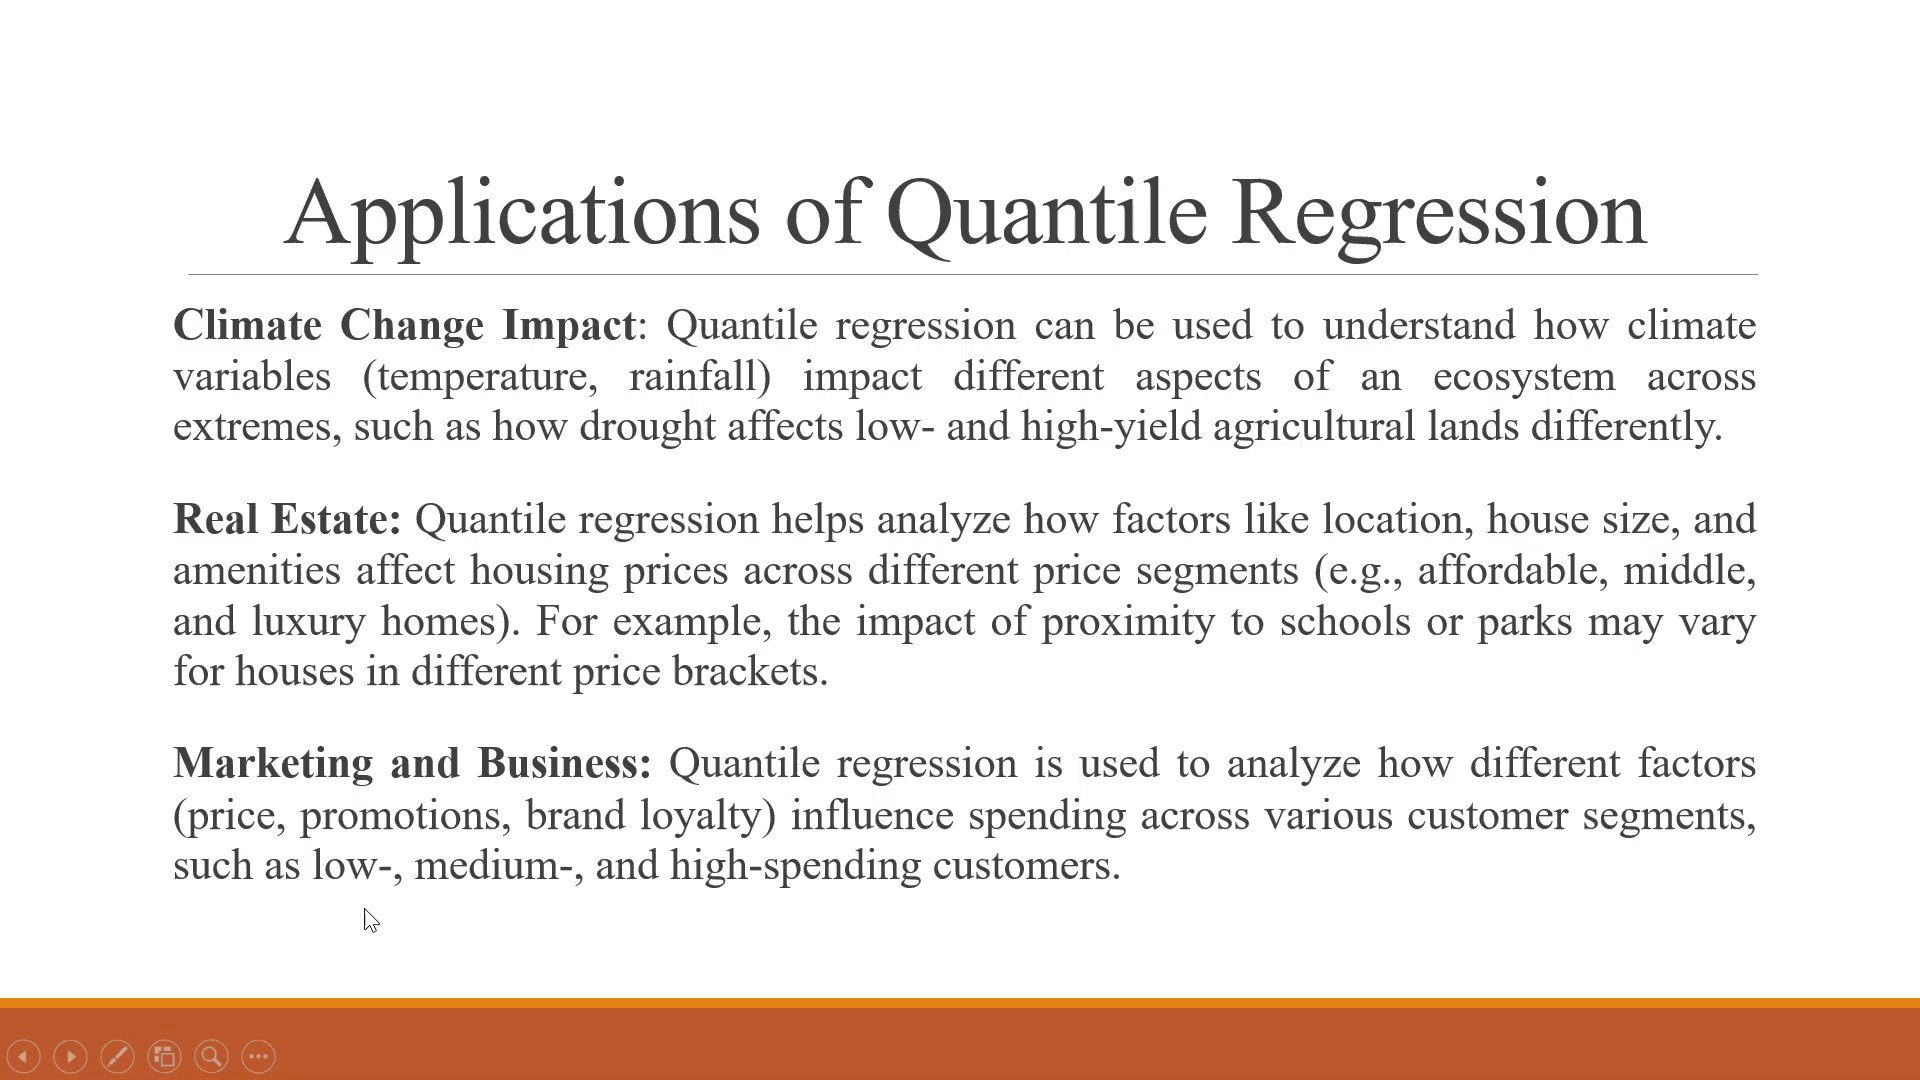 Applications of Quantile Regression
Climate Change Impact: Quantile regression can be used to understand how climate
variables (temperature, rainfall) impact different aspects of an ecosystem across
extremes, such as how drought affects low- and high-yield agricultural lands differently.
Real Estate: Quantile regression helps analyze how factors like location, house size, and
amenities affect housing prices across different price segments (e.g., affordable, middle,
and luxury homes). For example, the impact of proximity to schools or parks may vary
for houses in different price brackets.
Marketing and Business: Quantile regression is used to analyze how different factors
(price, promotions, brand loyalty) influence spending across various customer segments,
such as low-, medium-, and high-spending customers.